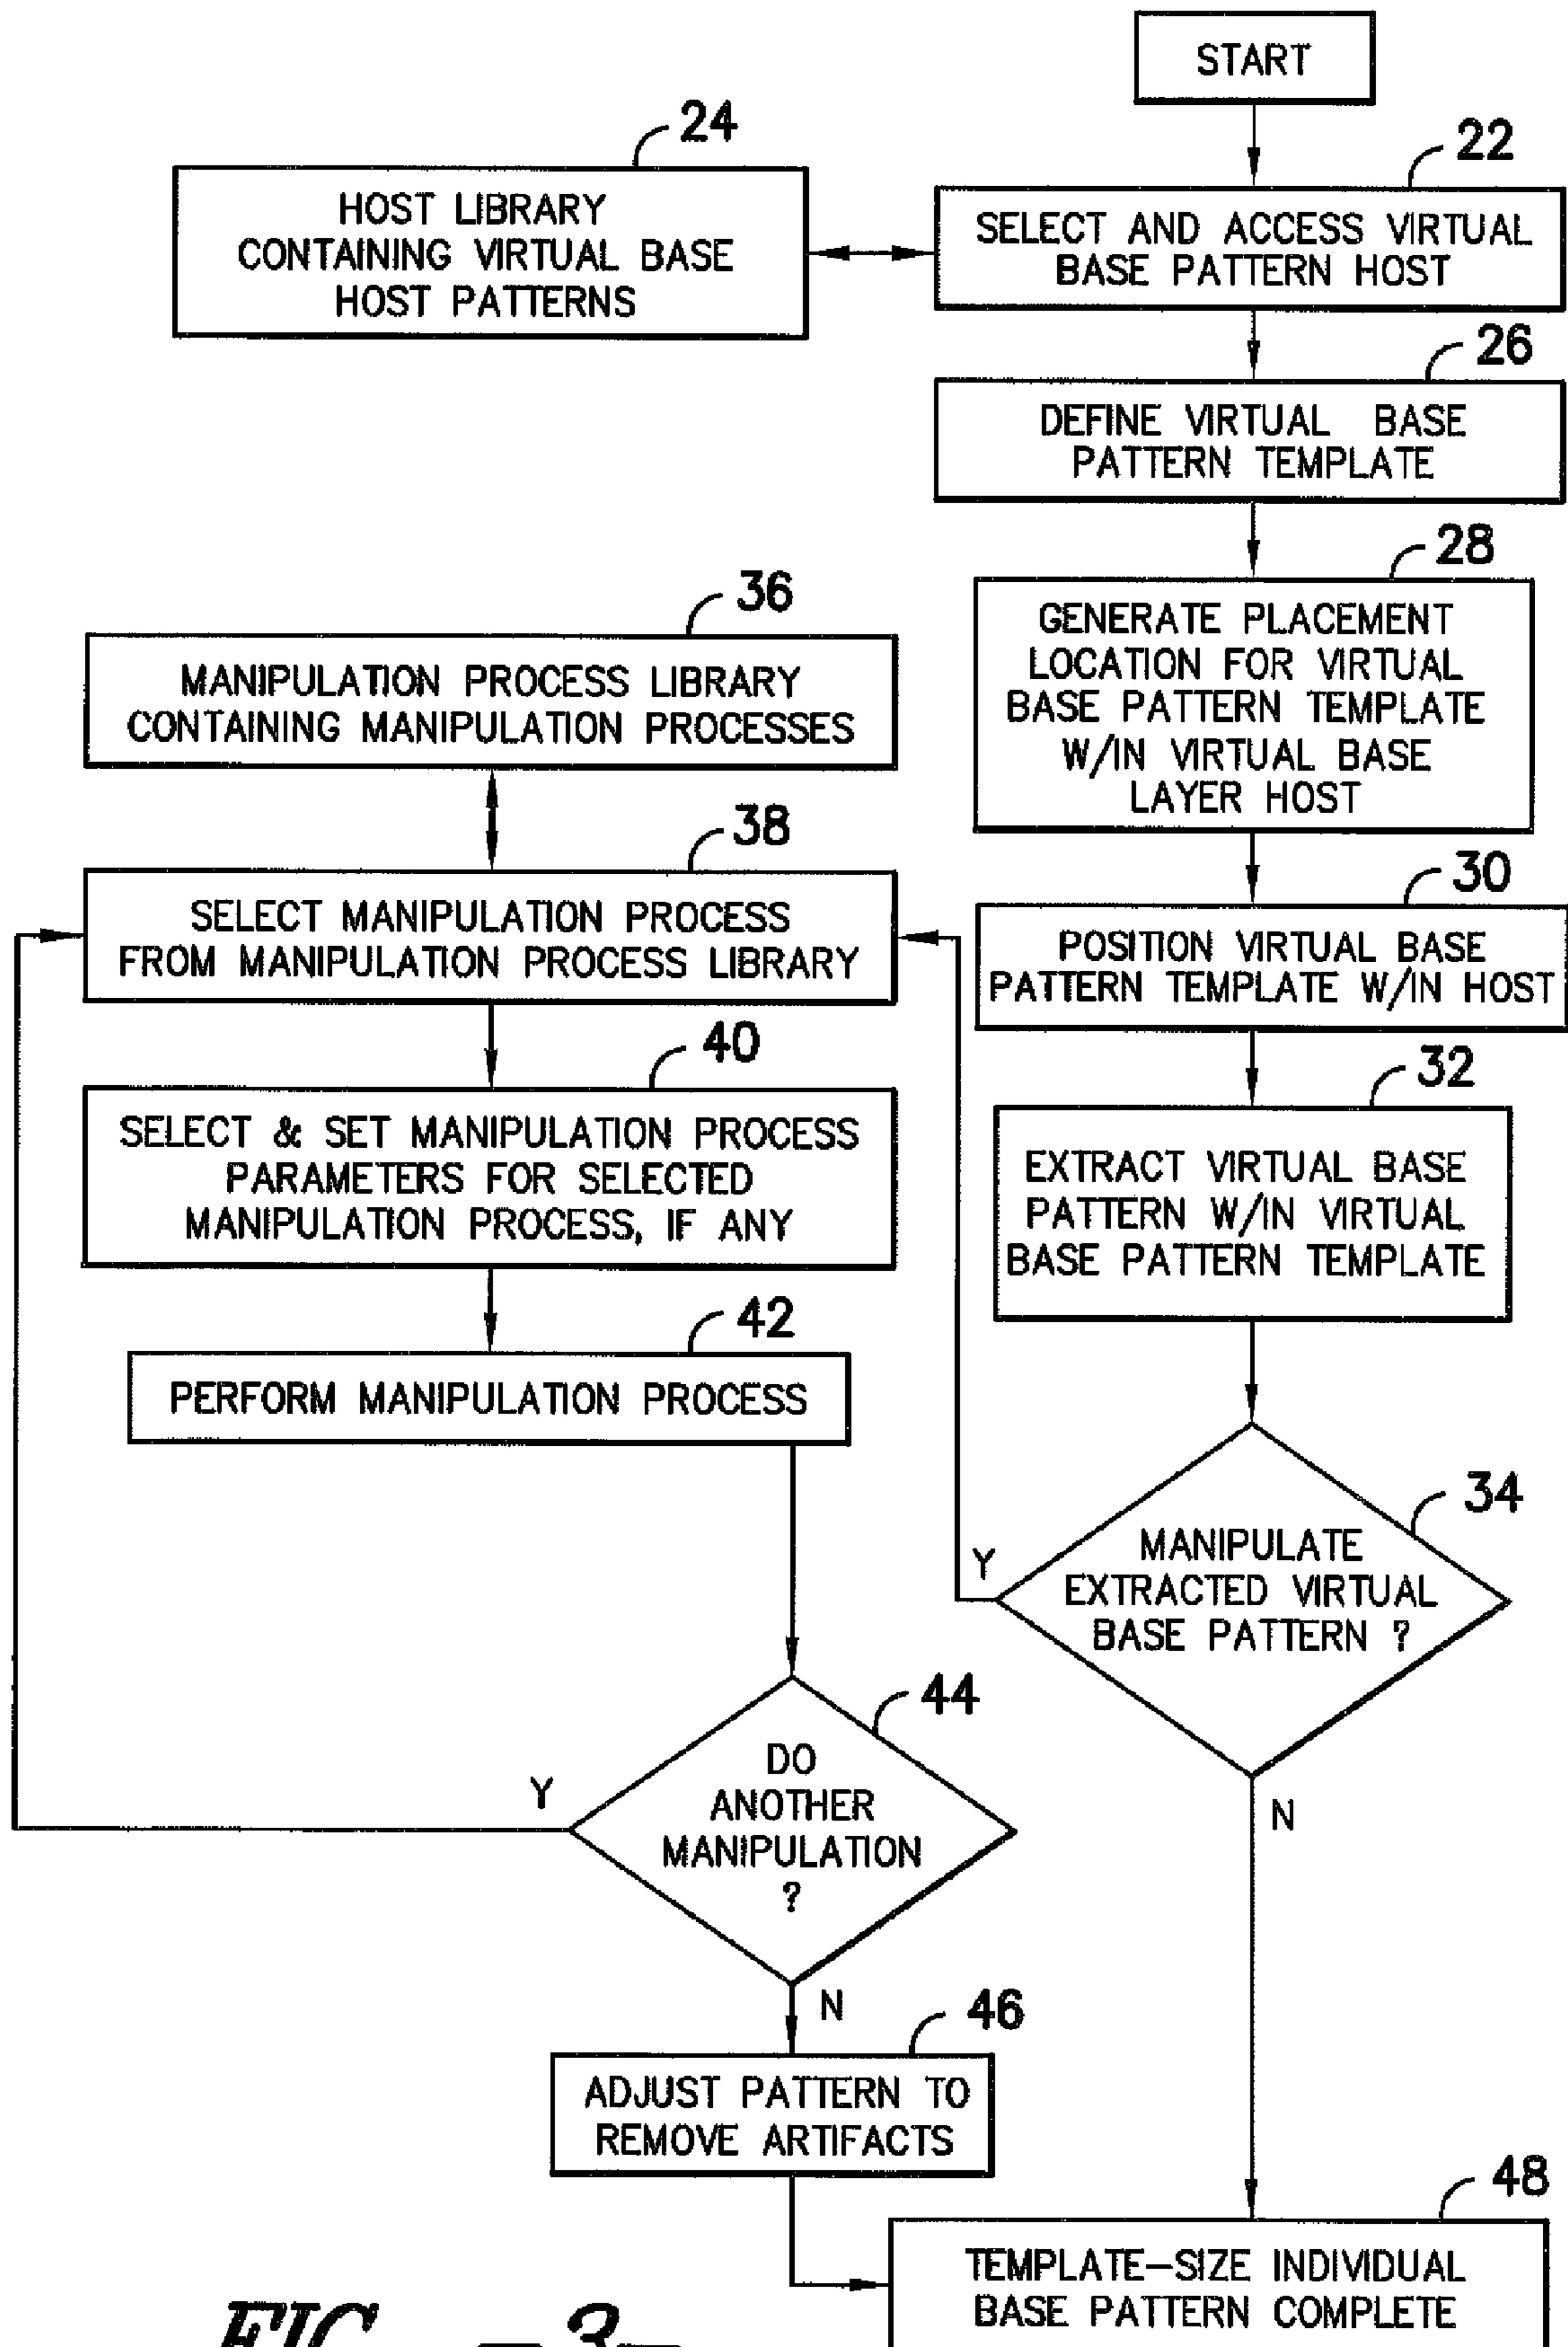 START
22
SELECT AND ACCESS VIRTUAL
BASE PATTERN HOST
24
HOST LIBRARY
CONTAINING VIRTUAL BASE
HOST PATTERNS
26
DEFINE VIRTUAL BASE
PATTERN TEMPLATE
28
GENERATE PLACEMENT
LOCATION FOR VIRTUAL
BASE PATTERN TEMPLATE
W/IN VIRTUAL BASE
LAYER HOST
30
POSITION VIRTUAL BASE
PATTERN TEMPLATE W/IN HOST
32
EXTRACT VIRTUAL BASE
PATTERN W/IN VIRTUAL
BASE PATTERN TEMPLATE
34
MANIPULATE
EXTRACTED VIRTUAL
BASE PATTERN ?
Y
N
36
MANIPULATION PROCESS LIBRARY
CONTAINING MANIPULATION PROCESSES
38
SELECT MANIPULATION PROCESS
FROM MANIPULATION PROCESS LIBRARY
40
SELECT & SET MANIPULATION PROCESS
PARAMETERS FOR SELECTED
MANIPULATION PROCESS, IF ANY
42
PERFORM MANIPULATION PROCESS
44
DO
ANOTHER
MANIPULATION
?
Y
N
46
ADJUST PATTERN TO
REMOVE ARTIFACTS
48
TEMPLATE-SIZE INDIVIDUAL
BASE PATTERN COMPLETE
FIG. -3-